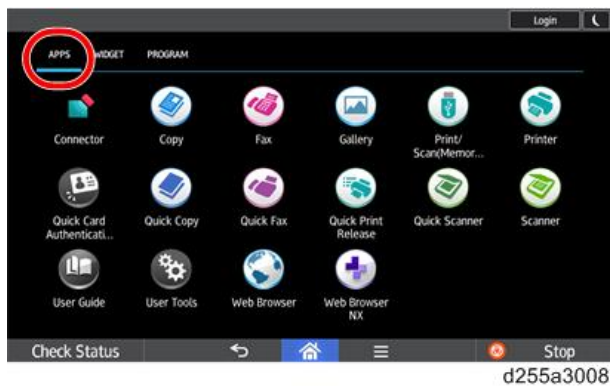 Login
APPS WIDGET PROGRAM
Connector Copy Fax Gallery Print/ Printer
Scan(Memor...
Quick Card Quick Copy Quick Fax Quick Print Quick Scanner Scanner
Authenticati... Release
User Guide User Tools Web Browser Web Browser
NX
Check Status Stop
d255a3008